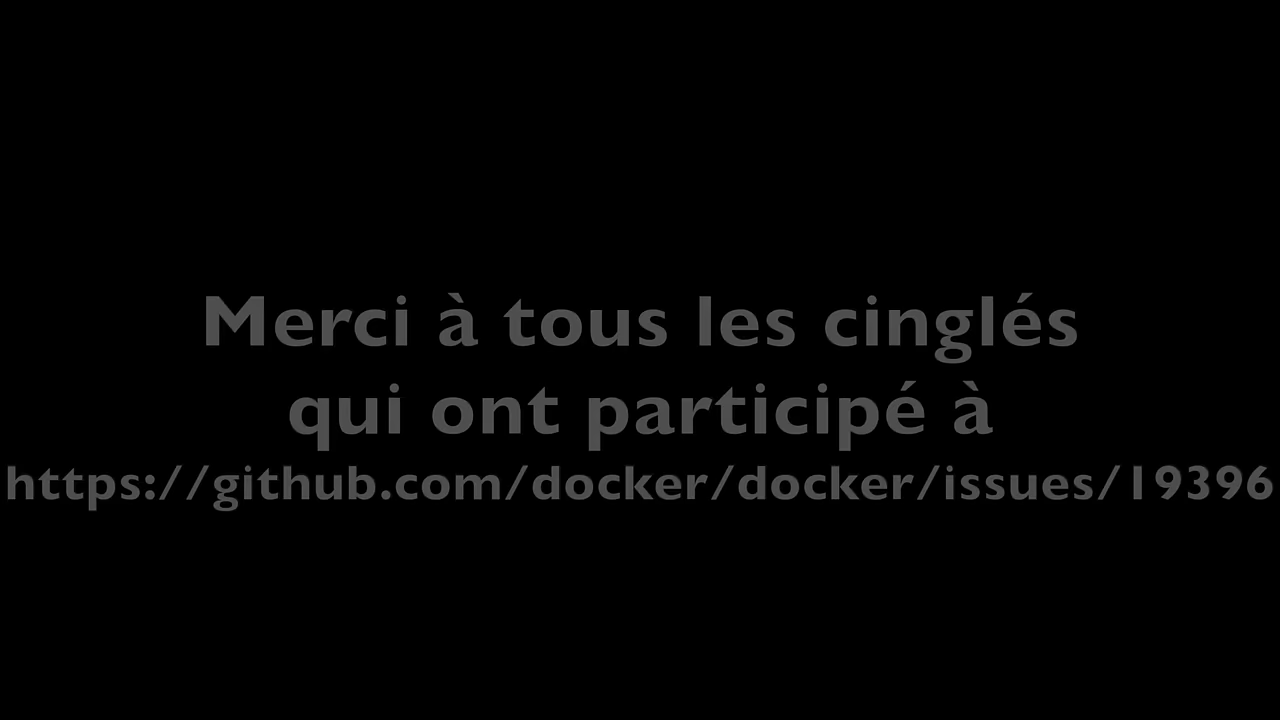 Merci à tous les cinglés
qui ont participé à
https://github.com/docker/docker/issues/19396